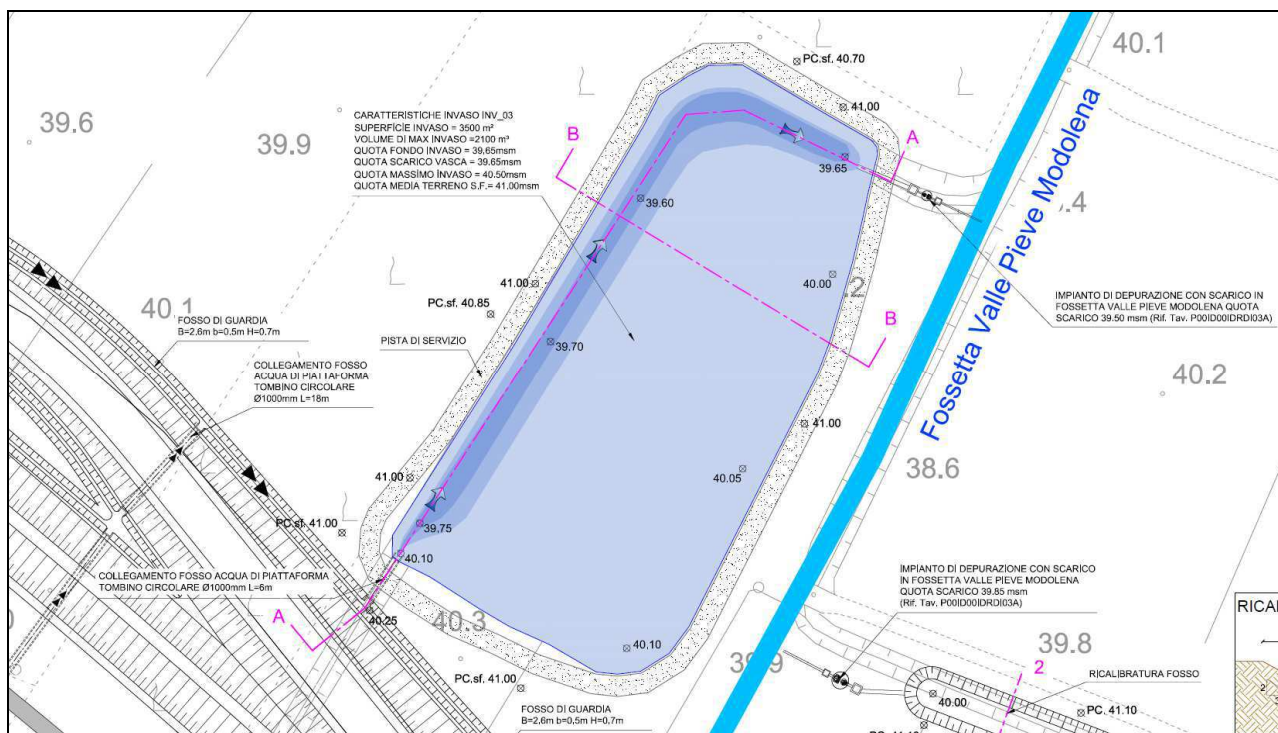 40.1
PC.sf. 40.70
39.6
39.9
CARATTERISTICHE INVASO INV_03
SUPERFICIE INVASO = 3500 m²
VOLUME DI MAX INVASO =2100 m³
QUOTA FONDO INVASO = 39,65msm
QUOTA SCARICO VASCA = 39.65msm
QUOTA MASSIMO INVASO = 40.50msm
QUOTA MEDIA TERRENO S.F.= 41.00msm
41.00
B
A
39.65
39.60
Fossetta Valle Pieve Modolena
.4
40.00
2
41.00
PC.sf. 40.85
40.1
FOSSO DI GUARDIA
B=2.6m b=0.5m H=0.7m
PISTA DI SERVIZIO
B
IMPIANTO DI DEPURAZIONE CON SCARICO IN
FOSSETTA VALLE PIEVE MODOLENA QUOTA
SCARICO 39.50 msm (Rif. Tav. P00ID00IDRDI03A)
39.70
COLLEGAMENTO FOSSO
ACQUA DI PIATTAFORMA
TOMBINO CIRCOLARE
Ø1000mm L=18m
40.2
41.00
38.6
41.00
40.05
PC.sf. 41.00
39.75
40.10
COLLEGAMENTO FOSSO ACQUA DI PIATTAFORMA
TOMBINO CIRCOLARE Ø1000mm L=6m
IMPIANTO DI DEPURAZIONE CON SCARICO
IN FOSSETTA VALLE PIEVE MODOLENA
QUOTA SCARICO 39.85 msm
(Rif. Tav. P00ID00IDRDI03A)
A
40.25
40.3
40.10
39.9
39.8
2
RICALIBRATURA FOSSO
RICAL
PC.sf. 41.00
40.00
PC. 41.10
FOSSO DI GUARDIA
B=2.6m b=0.5m H=0.7m